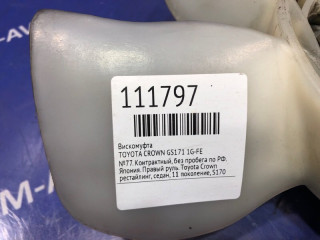 111797
Вискомуфта
TOYOTA CROWN GS171 1G-FE
№77. Контрактный, без пробега по РФ.
Япония. Правый руль. Toyota Crown
рестайлинг, седан, 11 поколение, S170